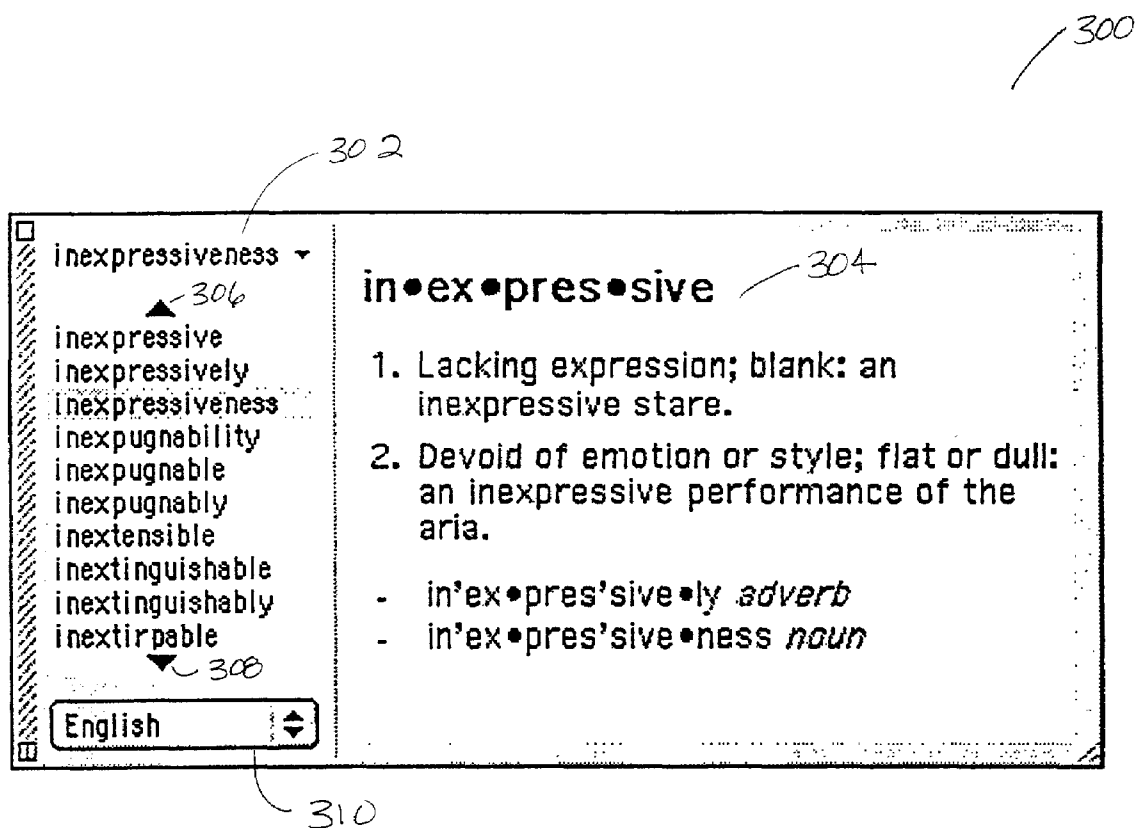 300
302
inexpressiveness
306
inexpressive
inexpressively
inexpressiveness
inexpugnability
inexpugnable
inexpugnably
inextensible
inextinguishable
inextinguishably
inextirpable
308
English
310
in•ex•pres•sive
304
1. Lacking expression; blank: an
inexpressive stare.
2. Devoid of emotion or style; flat or dull:
an inexpressive performance of the
aria.
- in’ex•pres’sive•ly adverb
- in’ex•pres’sive•ness noun